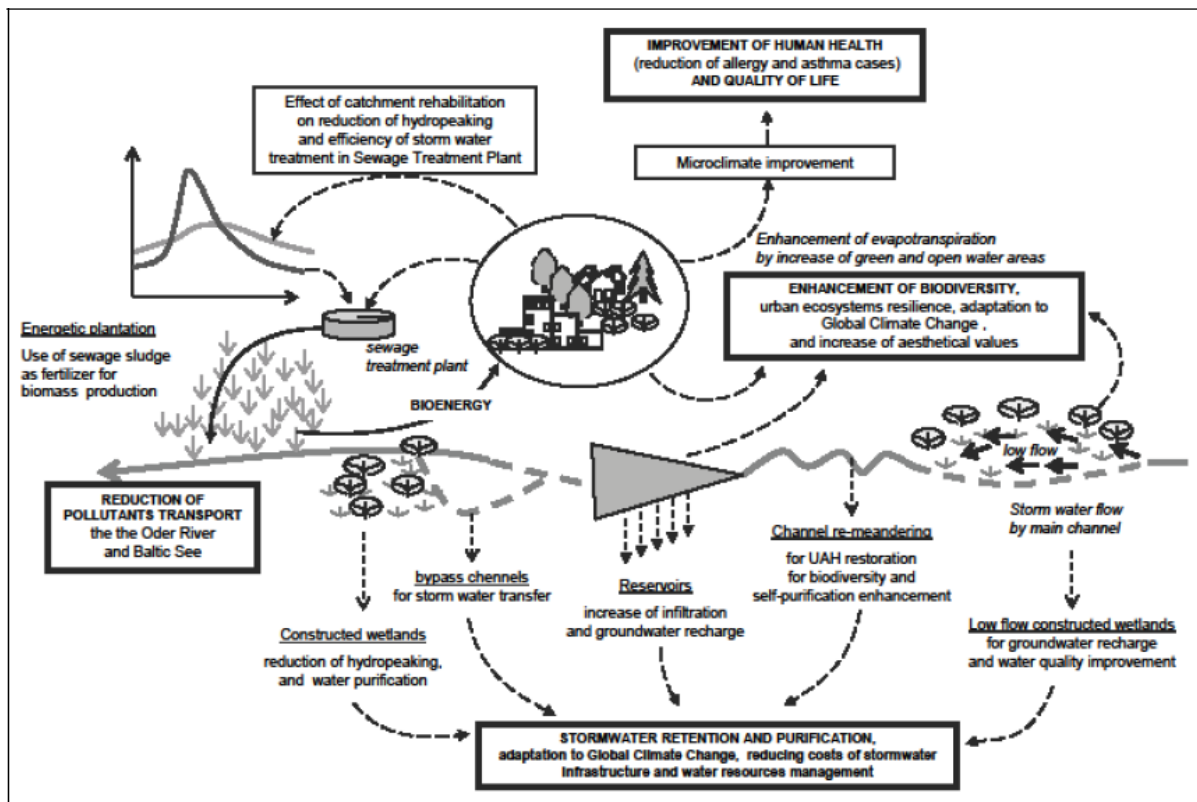 IMPROVEMENT OF HUMAN HEALTH
(reduction of allergy and asthma cases)
AND QUALITY OF LIFE
Effect of catchment rehabilitation
on reduction of hydropeaking
and efficiency of storm water
treatment in Sewage Treatment Plant
Microclimate improvement
Enhancement of evapotranspiration
by increase of green and open water areas
ENHANCEMENT OF BIODIVERSITY,
urban ecosystems resilience, adaptation to
Global Climate Change ,
and increase of aesthetical values
Energetic plantation
Use of sewage sludge
as fertilizer for
biomass production
sewage
treatment plant
BIOENERGY
low flow
REDUCTION OF
POLLUTANTS TRANSPORT
the the Oder River
and Baltic See
Storm water flow
by main channel
Channel re-meandering
for UAH restoration
for biodiversity and
self-purification enhancement
bypass chennels
for storm water transfer
Reservoirs
increase of infiltration
and groundwater recharge
Constructed wetlands
reduction of hydropeaking,
and water purification
Low flow constructed wetlands
for groundwater recharge
and water quality improvement
STORMWATER RETENTION AND PURIFICATION,
adaptation to Global Climate Change, reducing costs of stormwater
infrastructure and water resources management